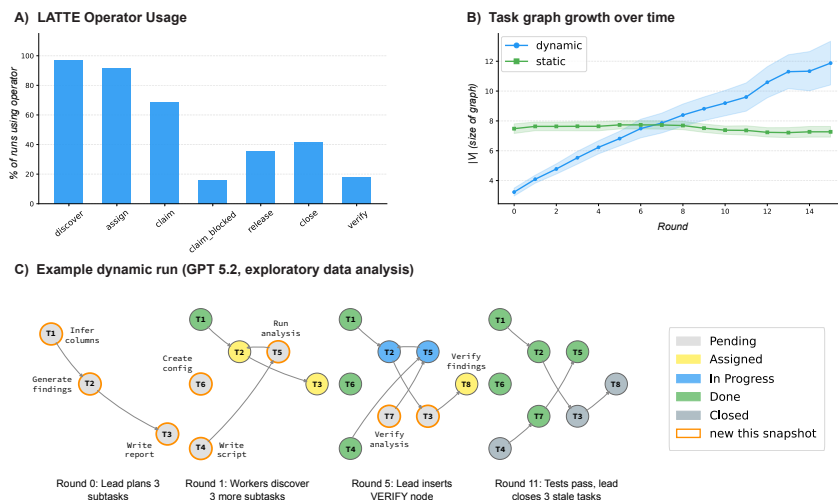 A) LATTE Operator Usage
% of runs using operator
100
80
60
40
20
0
discover
assign
claim
claim_blocked
release
close
verify
B) Task graph growth over time
dynamic
static
|V| (size of graph)
12
10
8
6
4
0
2
4
6
8
10
12
14
Round
C) Example dynamic run (GPT 5.2, exploratory data analysis)
T1
Infer
columns
Generate
findings
T2
T3
Write
report
Round 0: Lead plans 3
subtasks
T1
Run
analysis
T2
T5
Create
config
T6
T3
T4
Write
script
Round 1: Workers discover
3 more subtasks
T1
T2
T5
Verify
findings
T6
T8
T7
T3
Verify
analysis
T4
Round 5: Lead inserts
VERIFY node
T1
T2
T5
T6
T8
T7
T3
T4
Round 11: Tests pass, lead
closes 3 stale tasks
Pending
Assigned
In Progress
Done
Closed
new this snapshot